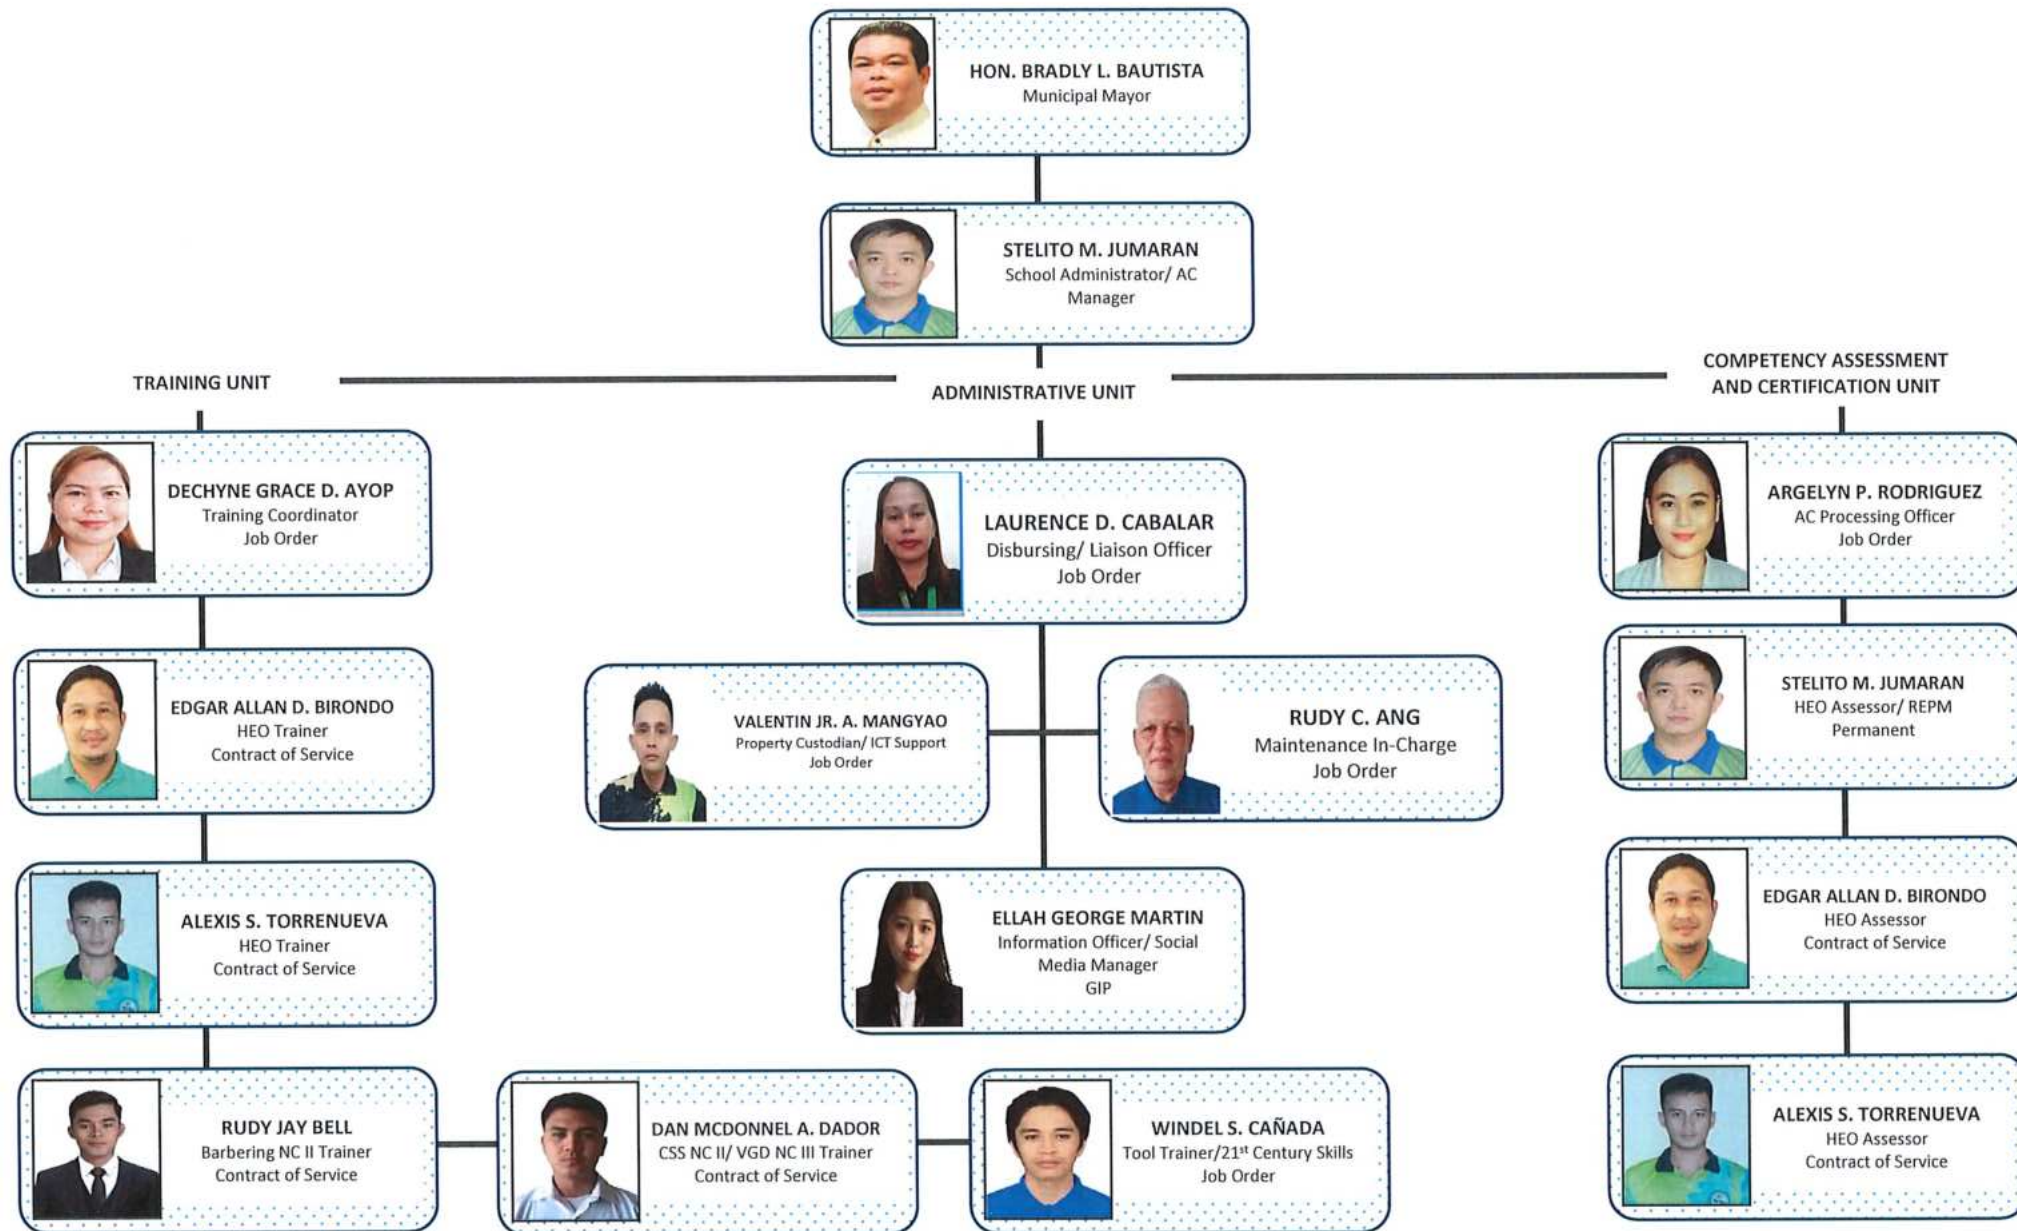 HON. BRADLY L. BAUTISTA
Municipal Mayor
STELITO M. JUMARAN
School Administrator/ AC
Manager
TRAINING UNIT
ADMINISTRATIVE UNIT
COMPETENCY ASSESSMENT
AND CERTIFICATION UNIT
DECHYNE GRACE D. AYOP
Training Coordinator
Job Order
LAURENCE D. CABALAR
Disbursing/ Liaison Officer
Job Order
ARGELYN P. RODRIGUEZ
AC Processing Officer
Job Order
EDGAR ALLAN D. BIRONDO
HEO Trainer
Contract of Service
VALENTIN JR. A. MANGYAO
Property Custodian/ ICT Support
Job Order
RUDY C. ANG
Maintenance In-Charge
Job Order
STELITO M. JUMARAN
HEO Assessor/ REPM
Permanent
ALEXIS S. TORRENUEVA
HEO Trainer
Contract of Service
ELLAH GEORGE MARTIN
Information Officer/ Social
Media Manager
GIP
EDGAR ALLAN D. BIRONDO
HEO Assessor
Contract of Service
RUDY JAY BELL
Barbering NC II Trainer
Contract of Service
DAN MCDONNEL A. DADOR
CSS NC II/ VGD NC III Trainer
Contract of Service
WINDEL S. CAÑADA
Tool Trainer/21st Century Skills
Job Order
ALEXIS S. TORRENUEVA
HEO Assessor
Contract of Service